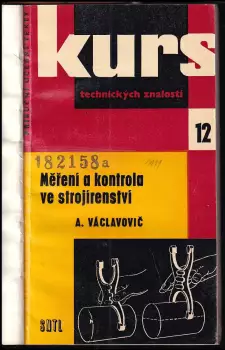 kurs
technických znalostí
12
182158a
Měření a kontrola
ve strojírenství
A. VÁCLAVOVIČ
SNTL